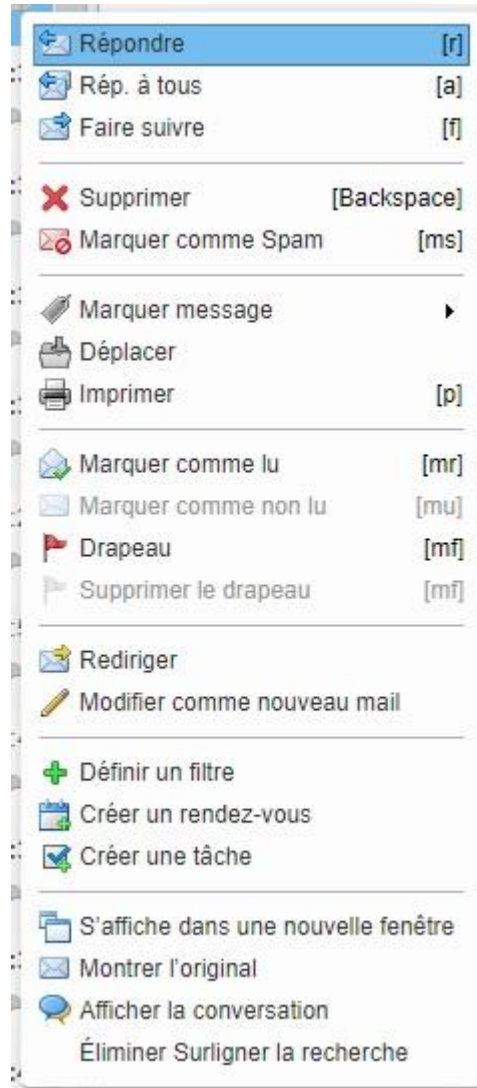 Répondre [r]
Rép. à tous [a]
Faire suivre [f]
Supprimer [Backspace]
Marquer comme Spam [ms]
Marquer message
Déplacer
Imprimer [p]
Marquer comme lu [mr]
Marquer comme non lu [mu]
Drapeau [mf]
Supprimer le drapeau [mf]
Rediriger
Modifier comme nouveau mail
Définir un filtre
Créer un rendez-vous
Créer une tâche
S'affiche dans une nouvelle fenêtre
Montrer l'original
Afficher la conversation
Éliminer Surligner la recherche